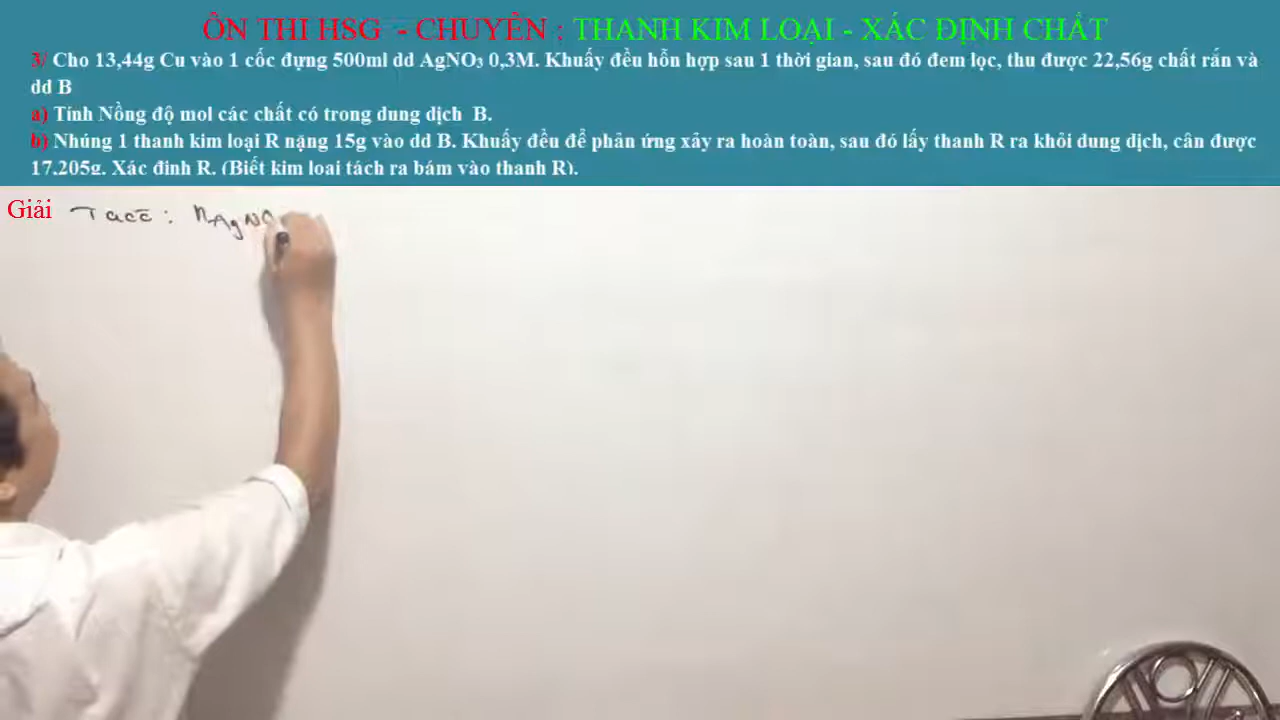 ÔN THI HSG - CHUYÊN : THANH KIM LOẠI - XÁC ĐỊNH CHẤT
3/ Cho 13,44g Cu vào 1 cốc đựng 500ml dd AgNO₃ 0,3M. Khuấy đều hỗn hợp sau 1 thời gian, sau đó đem lọc, thu được 22,56g chất rắn và
dd B
a) Tính Nồng độ mol các chất có trong dung dịch B.
b) Nhúng 1 thanh kim loại R nặng 15g vào dd B. Khuấy đều để phản ứng xảy ra hoàn toàn, sau đó lấy thanh R ra khỏi dung dịch, cân được
17,205g. Xác định R. (Biết kim loại tách ra bám vào thanh R).
Giải Ta có : nAgNO